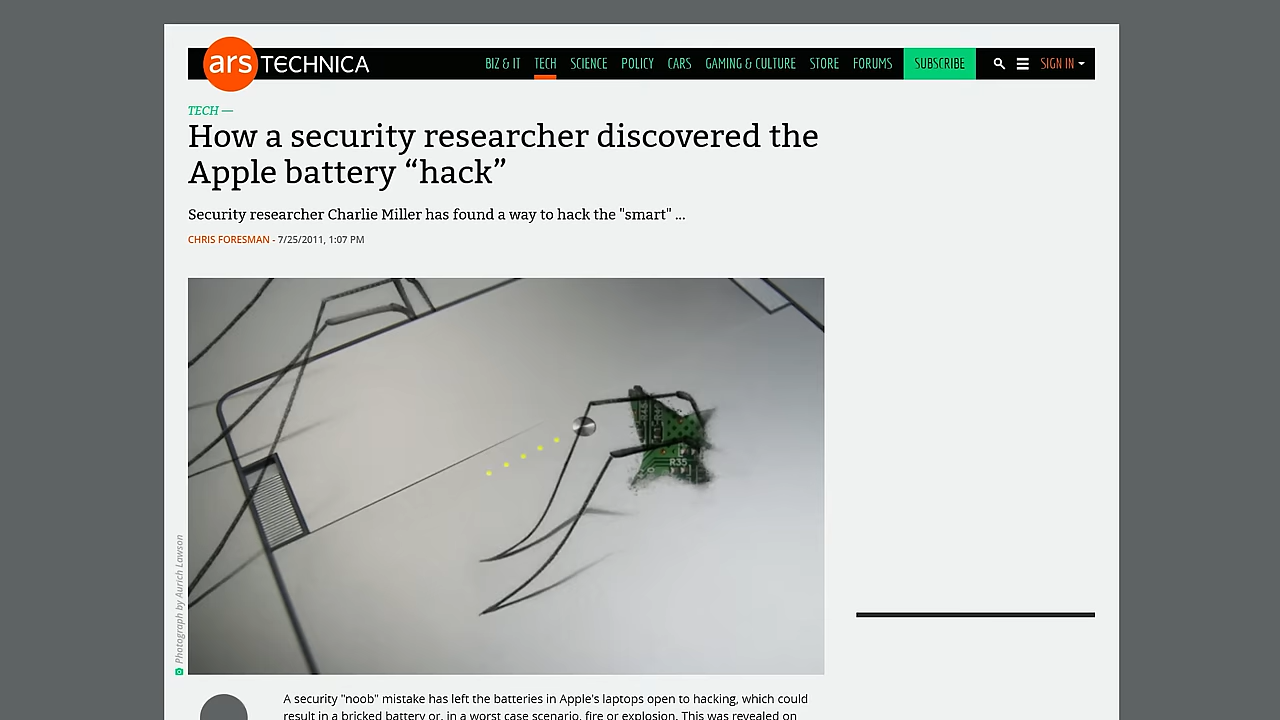 ars TECHNICA
BIZ & IT TECH SCIENCE POLICY CARS GAMING & CULTURE STORE FORUMS SUBSCRIBE SIGN IN
TECH —
How a security researcher discovered the
Apple battery “hack”
Security researcher Charlie Miller has found a way to hack the "smart" ...
CHRIS FORESMAN - 7/25/2011, 1:07 PM
R35
Photograph by Aurich Lawson
A security "noob" mistake has left the batteries in Apple's laptops open to hacking, which could
result in a bricked battery or, in a worst case scenario, fire or explosion. This was revealed on